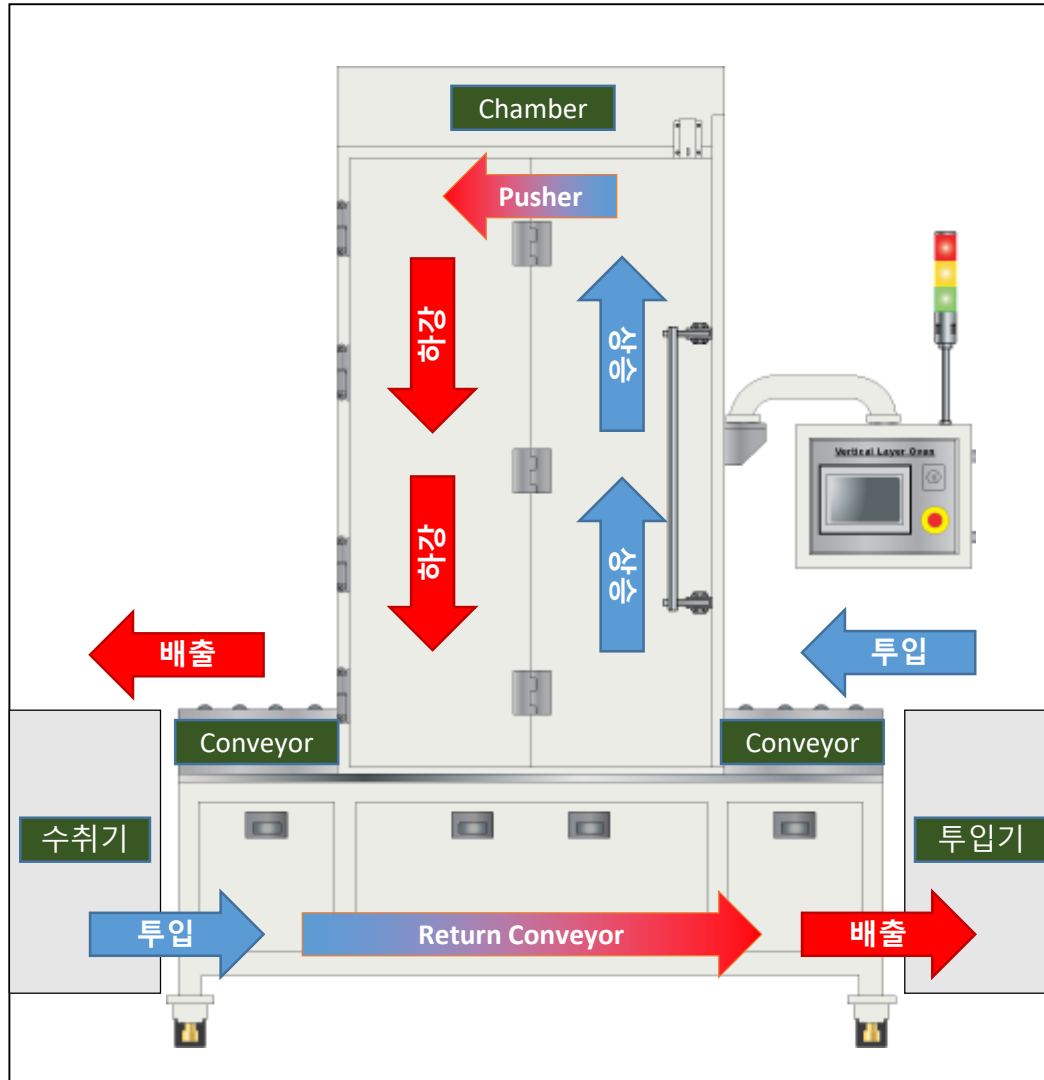 Chamber
Pusher
하강
상승
Vertical Layer Oven
하강
상승
배출
투입
Conveyor
Conveyor
수취기
투입기
투입
Return Conveyor
배출